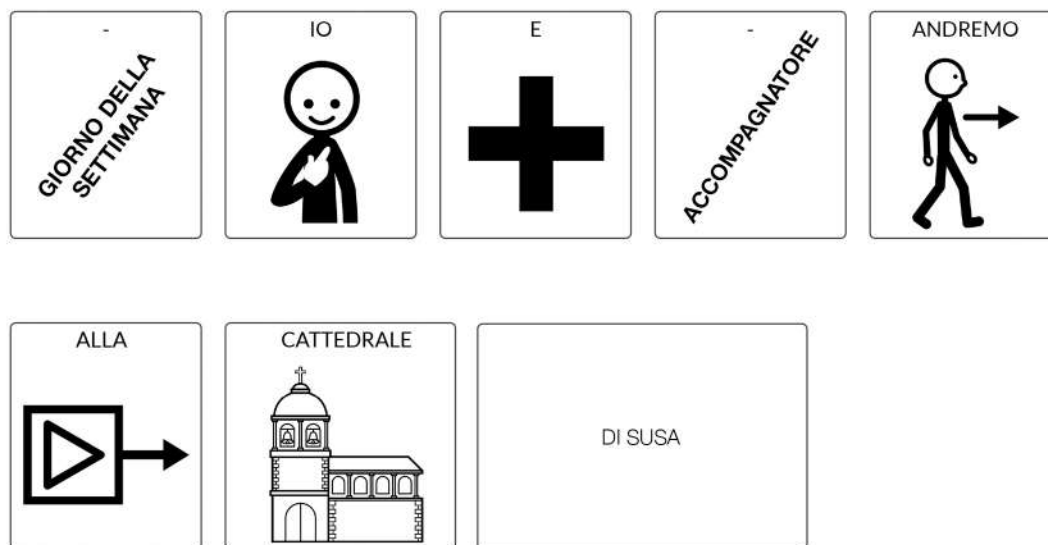 -
GIORNO DELLA
SETTIMANA
IO
E
-
ACCOMPAGNATORE
ANDREMO
ALLA
CATTEDRALE
DI SUSA